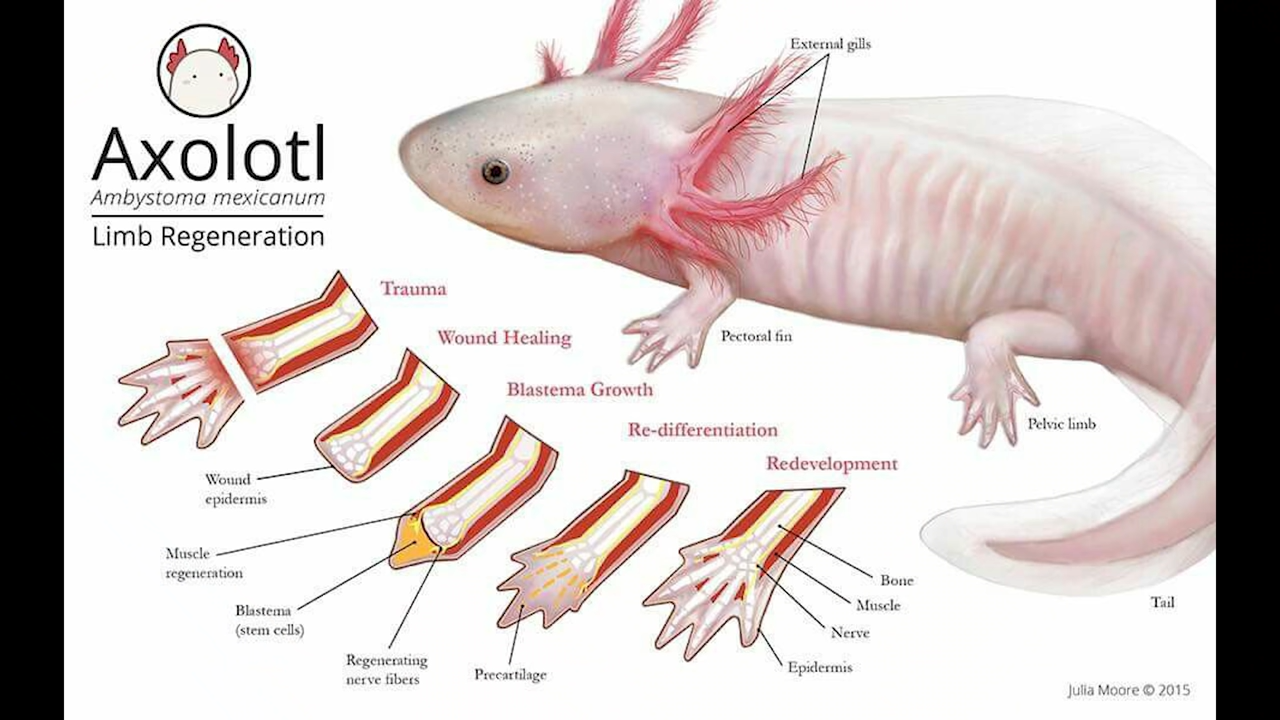 Axolotl
Ambystoma mexicanum
Limb Regeneration
External gills
Trauma
Pectoral fin
Wound Healing
Blastema Growth
Pelvic limb
Re-differentiation
Redevelopment
Wound
epidermis
Muscle
regeneration
Blastema
(stem cells)
Regenerating
nerve fibers
Precartilage
Bone
Muscle
Nerve
Epidermis
Tail
Julia Moore © 2015